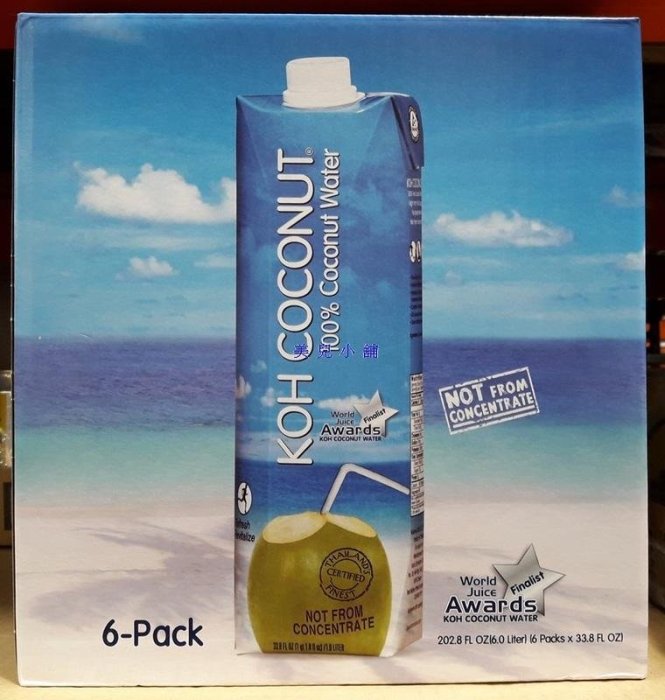 KOH COCONUT®
100% Coconut Water
美兒小舖
World
Juice
Awards
Finalist
KOH COCONUT WATER
Refresh
Revitalize
THAILAND'S
CERTIFIED
FINEST
NOT FROM
CONCENTRATE
NOT FROM
CONCENTRATE
6-Pack
World
Juice
Awards
Finalist
KOH COCONUT WATER
202.8 FL OZ(6.0 Liter) (6 Packs x 33.8 FL OZ)